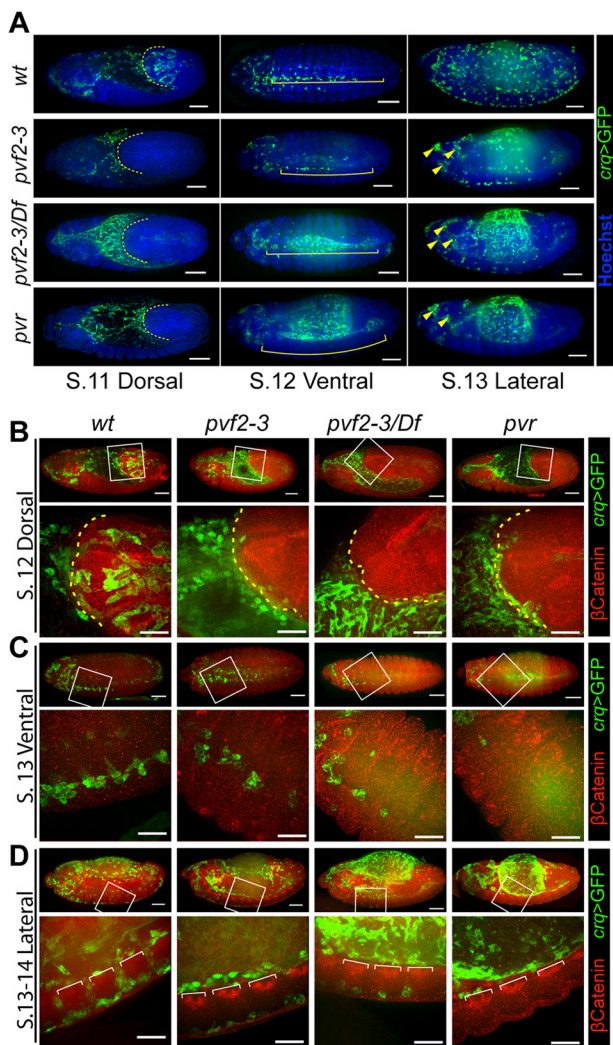 A
wt
pvf2-3
pvf2-3/Df
pvr
crq>GFP
Hoechst
S.11 Dorsal S.12 Ventral S.13 Lateral
wt pvf2-3 pvf2-3/Df pvr
B
S.12 Dorsal
βCatenin crq>GFP
C
S.13 Ventral
βCatenin crq>GFP
D
S.13-14 Lateral
βCatenin crq>GFP